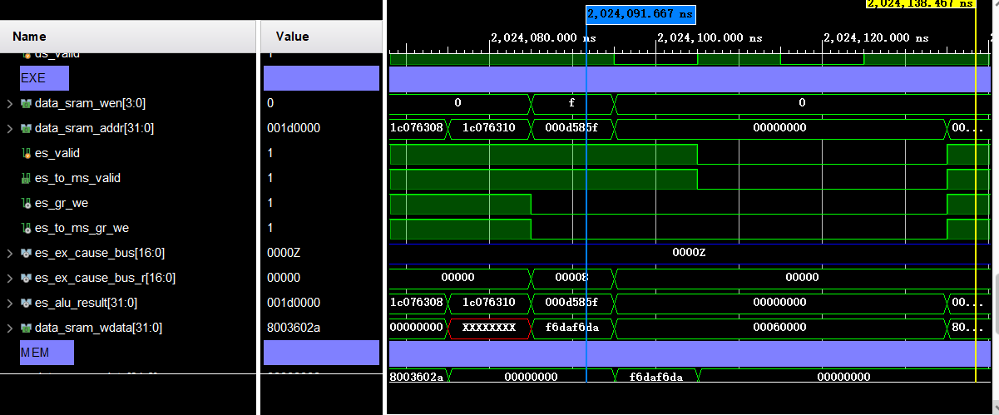 2,024,138.467 ns
2,024,091.667 ns
Name Value
2,024,080.000 ns 2,024,100.000 ns 2,024,120.000 ns
ds_valid 1
EXE
data_sram_wen[3:0] 0 0 f 0
data_sram_addr[31:0] 001d0000 1c076308 1c076310 000d585f 00000000 00...
es_valid 1
es_to_ms_valid 1
es_gr_we 1
es_to_ms_gr_we 1
es_ex_cause_bus[16:0] 0000Z 0000Z
es_ex_cause_bus_r[16:0] 00000 00000 00008 00000
es_alu_result[31:0] 001d0000 1c076308 1c076310 000d585f 00000000 00...
data_sram_wdata[31:0] 8003602a 00000000 XXXXXXXX f6daf6da 00060000 80...
MEM
8003602a 00000000 f6daf6da 00000000